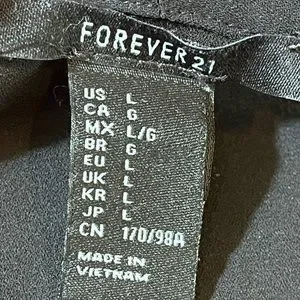 FOREVER 21
US L
CA G
MX L/G
BR G
EU L
UK L
KR L
JP L
CN 170/98A
MADE IN
VIETNAM